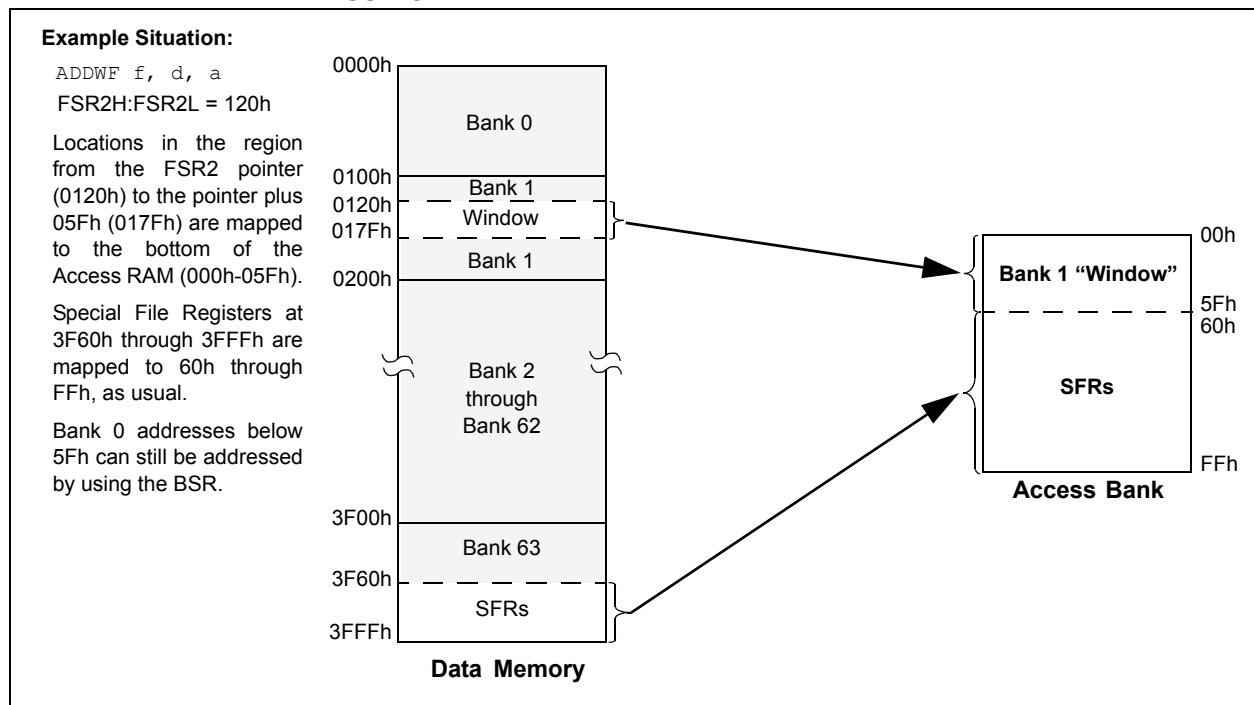 Example Situation:
ADDWF f, d, a
FSR2H:FSR2L = 120h
Locations in the region
from the FSR2 pointer
(0120h) to the pointer plus
05Fh (017Fh) are mapped
to the bottom of the
Access RAM (000h-05Fh).
Special File Registers at
3F60h through 3FFFh are
mapped to 60h through
FFh, as usual.
Bank 0 addresses below
5Fh can still be addressed
by using the BSR.
0000h
Bank 0
0100h
Bank 1
0120h
Window
017Fh
Bank 1
0200h
Bank 2
through
Bank 62
3F00h
Bank 63
3F60h
SFRs
3FFFh
Data Memory
00h
Bank 1 “Window”
5Fh
60h
SFRs
FFh
Access Bank